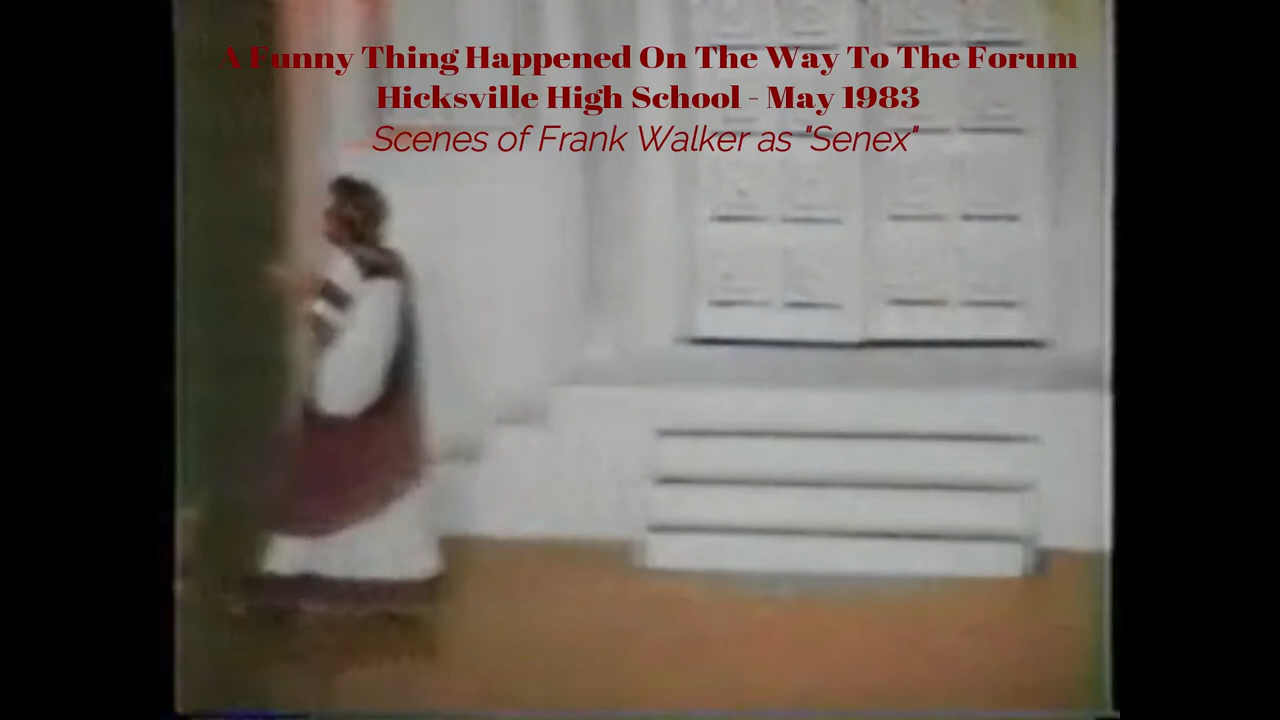 A Funny Thing Happened On The Way To The Forum
Hicksville High School - May 1983
Scenes of Frank Walker as "Senex"